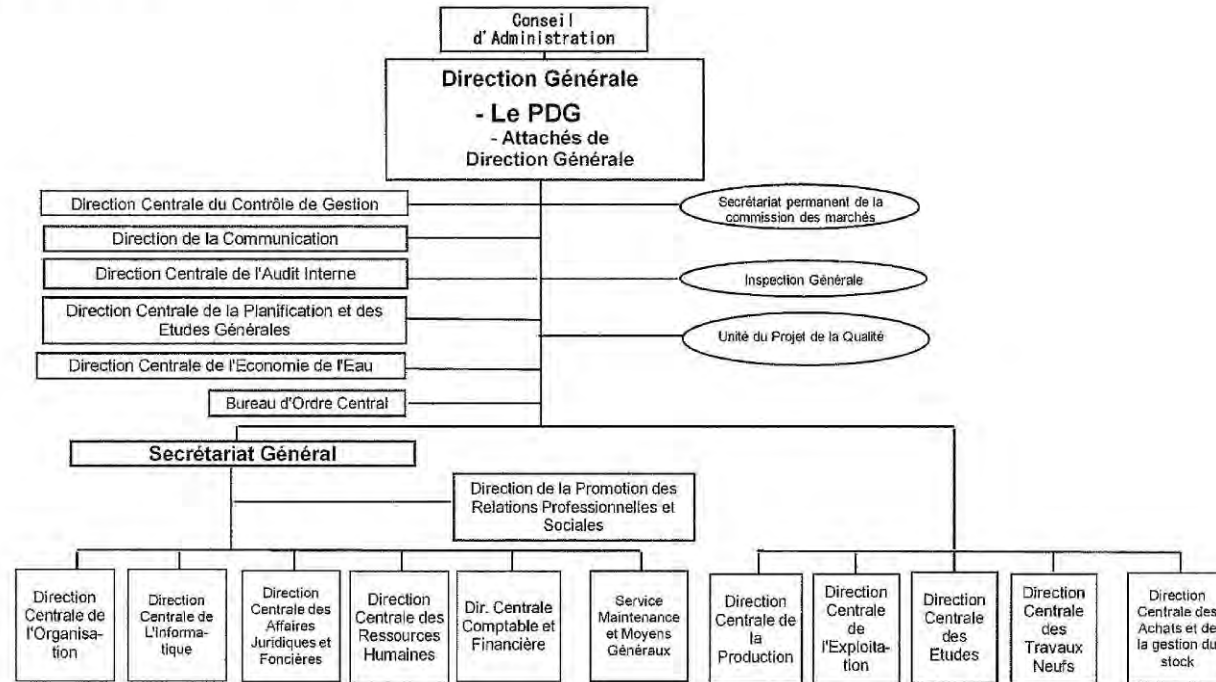 Conseil
d'Administration
Direction Générale
- Le PDG
- Attachés de
Direction Générale
Direction Centrale du Contrôle de Gestion
Secrétariat permanent de la
commission des marchés
Direction de la Communication
Direction Centrale de l'Audit Interne
Inspection Générale
Direction Centrale de la Planification et des
Etudes Générales
Unité du Projet de la Qualité
Direction Centrale de l'Economie de l'Eau
Bureau d'Ordre Central
Secrétariat Général
Direction de la Promotion des
Relations Professionnelles et
Sociales
Direction
Centrale de
l'Organisa-
tion
Direction
Centrale de
L'Informa-
tique
Direction
Centrale des
Affaires
Juridiques et
Foncières
Direction
Centrale des
Ressources
Humaines
Dir. Centrale
Comptable et
Financière
Service
Maintenance
et Moyens
Généraux
Direction
Centrale de
la
Production
Direction
Centrale
de
l'Exploita-
tion
Direction
Centrale
des
Etudes
Direction
Centrale
des
Travaux
Neufs
Direction
Centrale des
Achats et de
la gestion du
stock